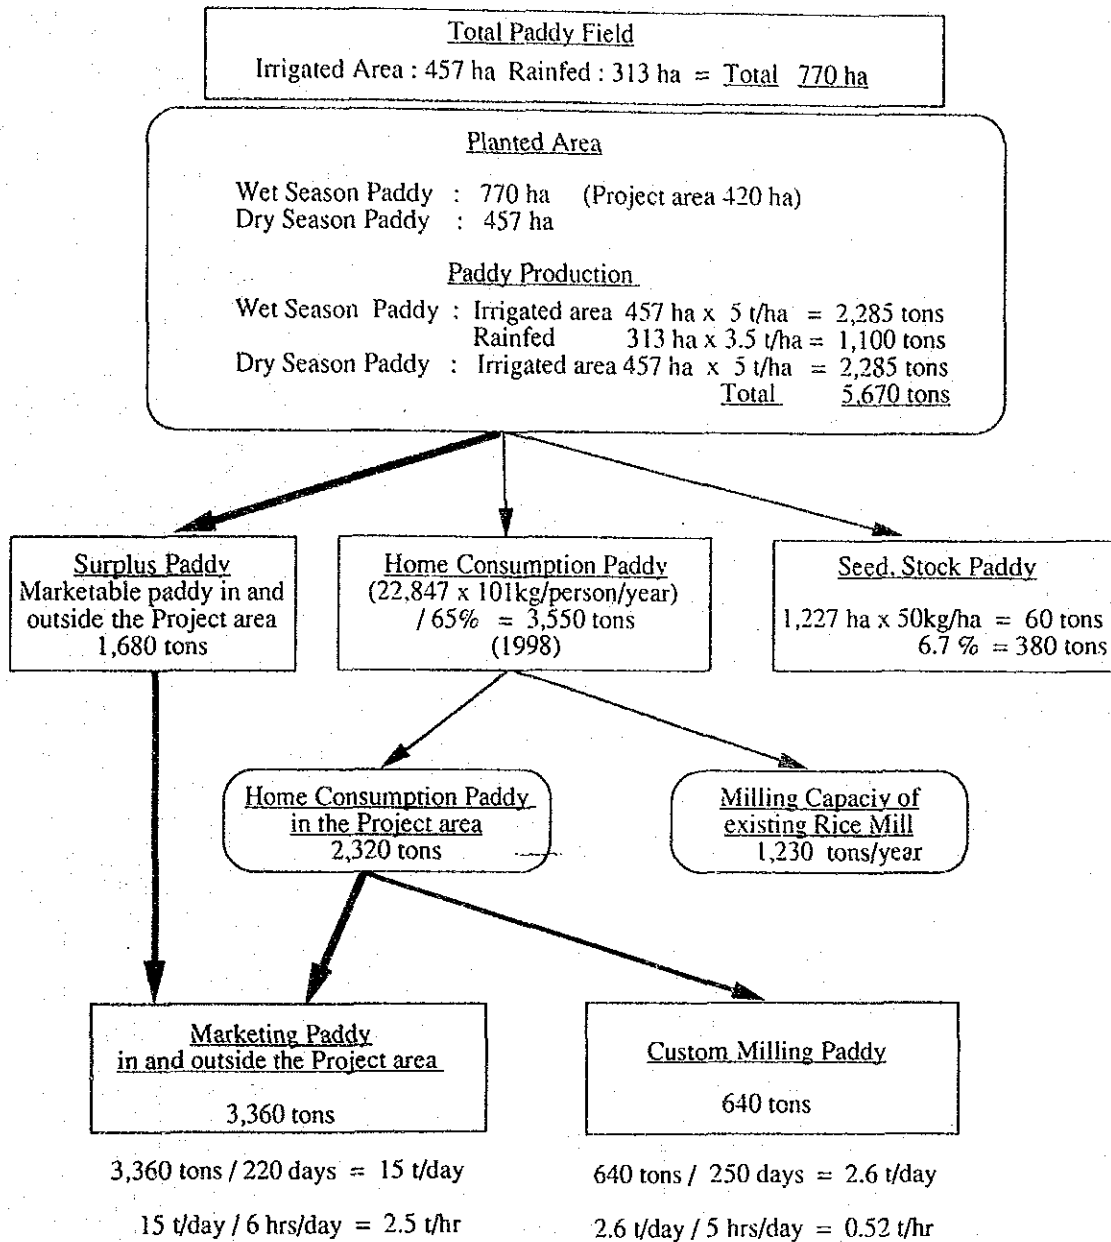 Total Paddy Field
Irrigated Area : 457 ha Rainfed : 313 ha = Total 770 ha
Planted Area
Wet Season Paddy : 770 ha (Project area 420 ha)
Dry Season Paddy : 457 ha
Paddy Production
Wet Season Paddy : Irrigated area 457 ha x 5 t/ha = 2,285 tons
Rainfed 313 ha x 3.5 t/ha = 1,100 tons
Dry Season Paddy : Irrigated area 457 ha x 5 t/ha = 2,285 tons
Total 5,670 tons
Surplus Paddy
Marketable paddy in and
outside the Project area
1,680 tons
Home Consumption Paddy
(22,847 x 101kg/person/year)
/ 65% = 3,550 tons
(1998)
Seed. Stock Paddy
1,227 ha x 50kg/ha = 60 tons
6.7 % = 380 tons
Home Consumption Paddy
in the Project area
2,320 tons
Milling Capaciy of
existing Rice Mill
1,230 tons/year
Marketing Paddy
in and outside the Project area
3,360 tons
Custom Milling Paddy
640 tons
3,360 tons / 220 days = 15 t/day
15 t/day / 6 hrs/day = 2.5 t/hr
640 tons / 250 days = 2.6 t/day
2.6 t/day / 5 hrs/day = 0.52 t/hr